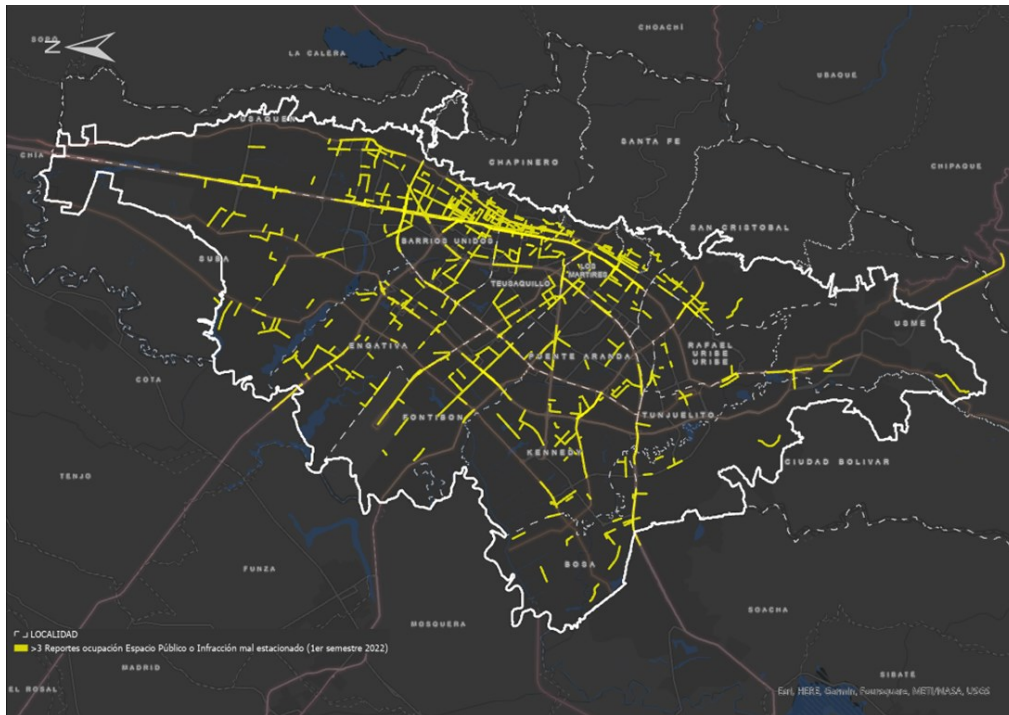 CHOACHÍ
N
LA CALERA
UBAQUE
USAQUEN
SANTA FE
CHÍA
CHAPINERO
CHIPAQUE
SAN CRISTOBAL
BARRIOS UNIDOS
SUBA
LOS
MARTIRES
TEUSAQUILLO
USME
ENGATIVA
PUENTE ARANDA
RAFAEL
URIBE
URIBE
COTA
FONTIBON
TUNJUELITO
KENNEDY
CIUDAD BOLIVAR
TENJO
BOSA
FUNZA
SOACHA
MOSQUERA
LOCALIDAD
>3 Reportes ocupación Espacio Público o Infracción mal estacionado (1er semestre 2022)
MADRID
SIBATÉ
EL ROSAL
Esri, HERE, Garmin, Foursquare, METI/NASA, USGS